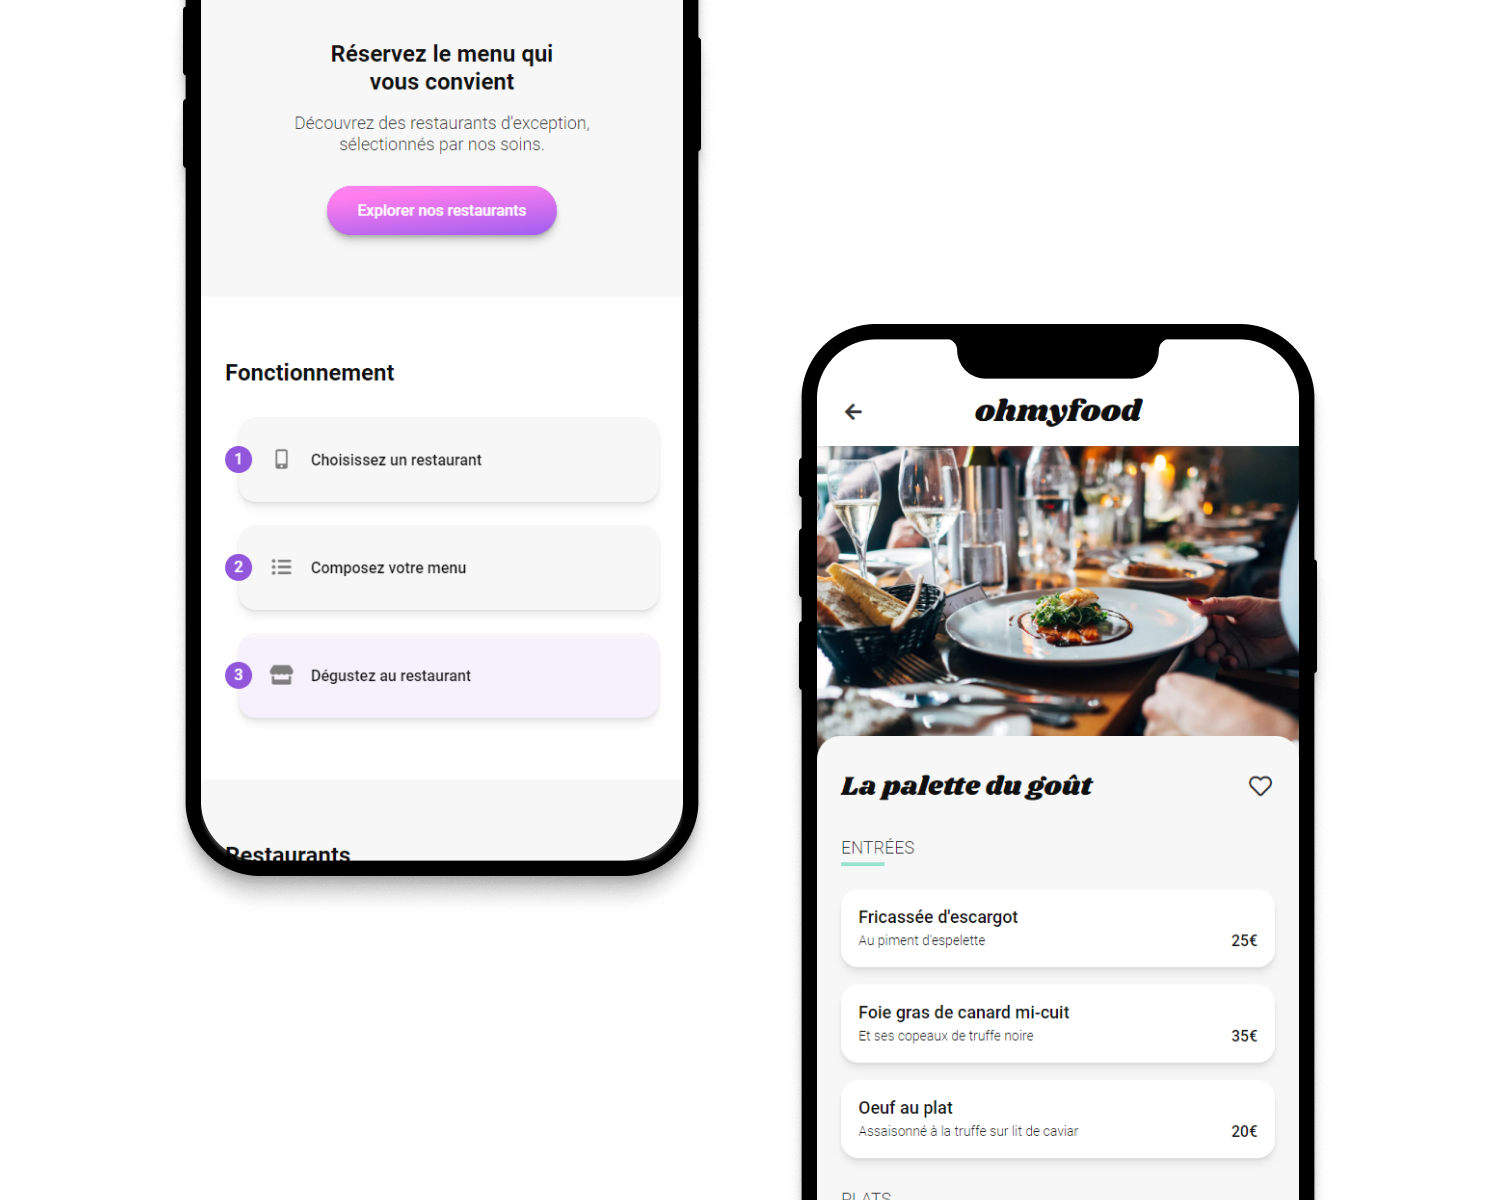 Réservez le menu qui
vous convient
Découvrez des restaurants d'exception,
sélectionnés par nos soins.
Explorer nos restaurants
Fonctionnement
1 Choisissez un restaurant
2 Composez votre menu
3 Dégustez au restaurant
Restaurants
ohmyfood
La palette du goût
ENTRÉES
Fricassée d'escargot
Au piment d'espelette 25€
Foie gras de canard mi-cuit
Et ses copeaux de truffe noire 35€
Oeuf au plat
Assaisonné à la truffe sur lit de caviar 20€
PLATS